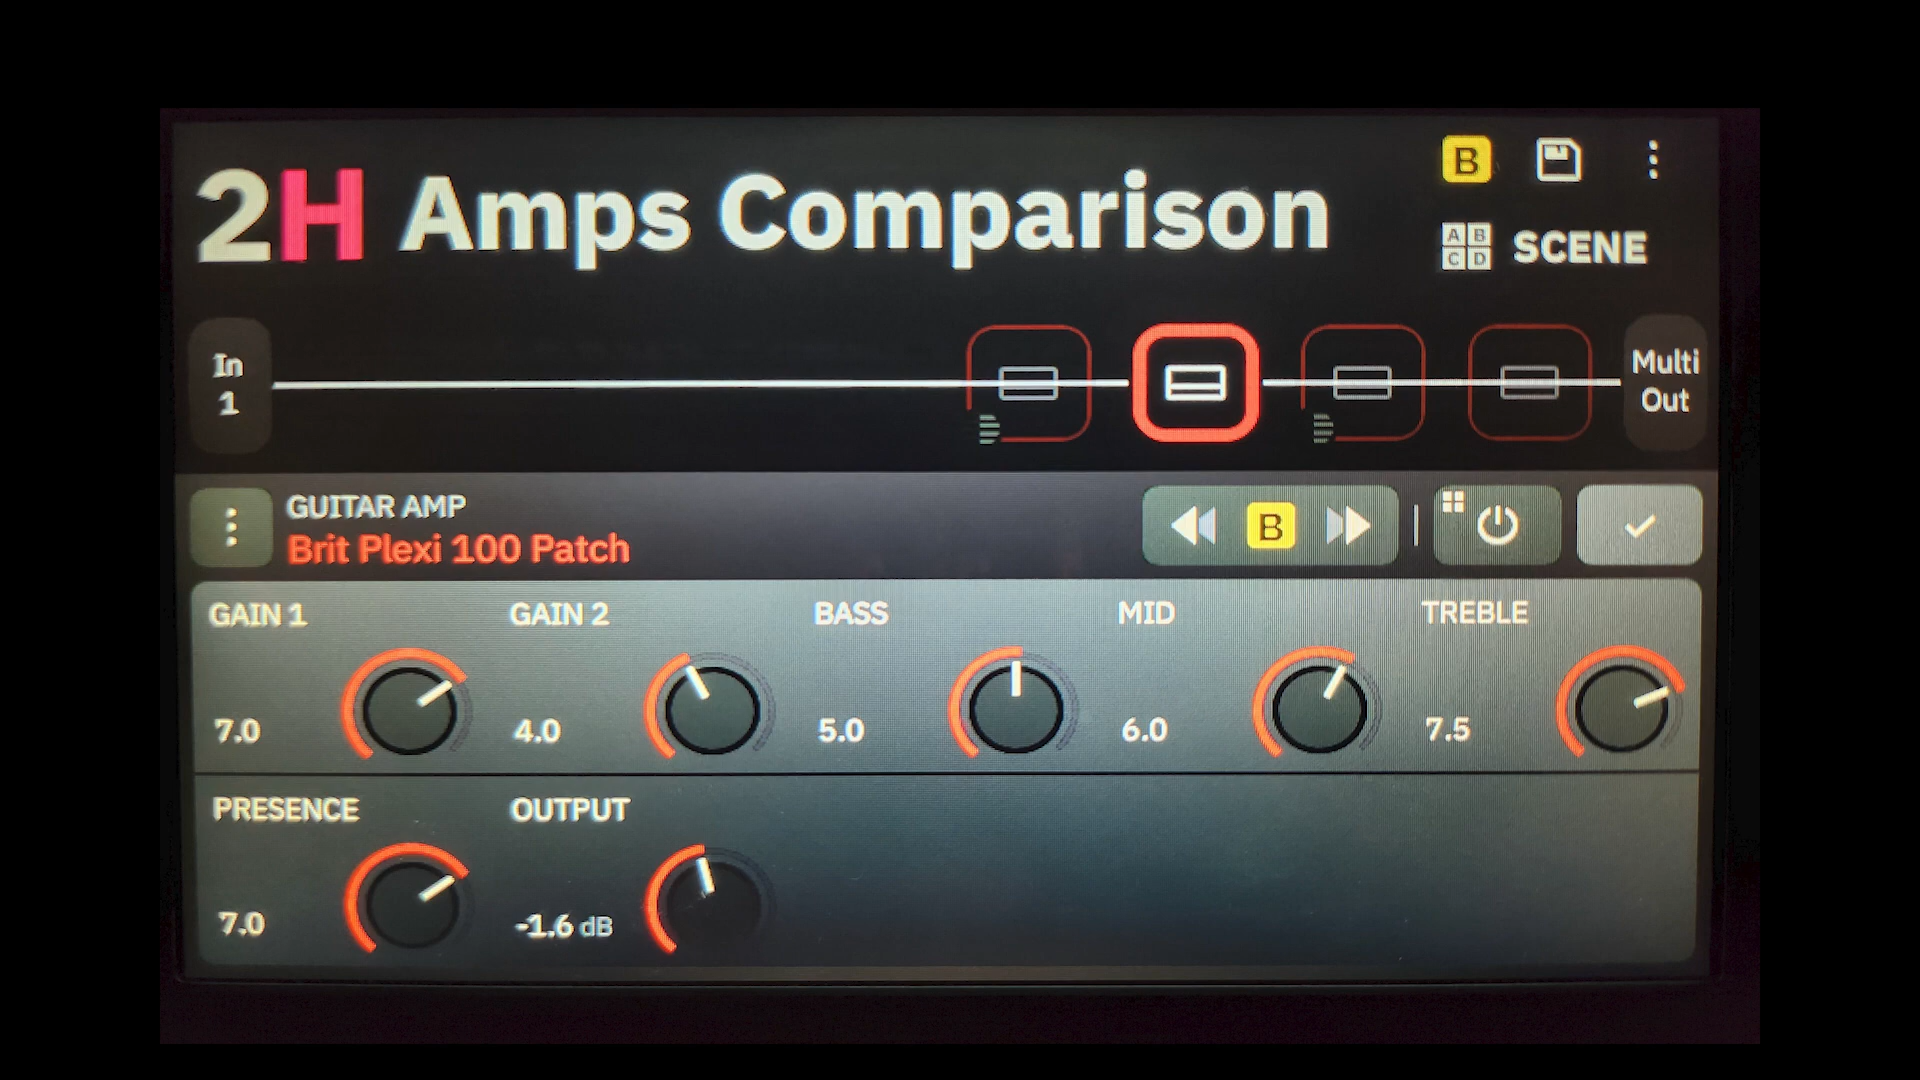 2H Amps Comparison
B
A B
C D
SCENE
In
1
Multi
Out
GUITAR AMP
Brit Plexi 100 Patch
B
GAIN 1
7.0
GAIN 2
4.0
BASS
5.0
MID
6.0
TREBLE
7.5
PRESENCE
7.0
OUTPUT
-1.6 dB